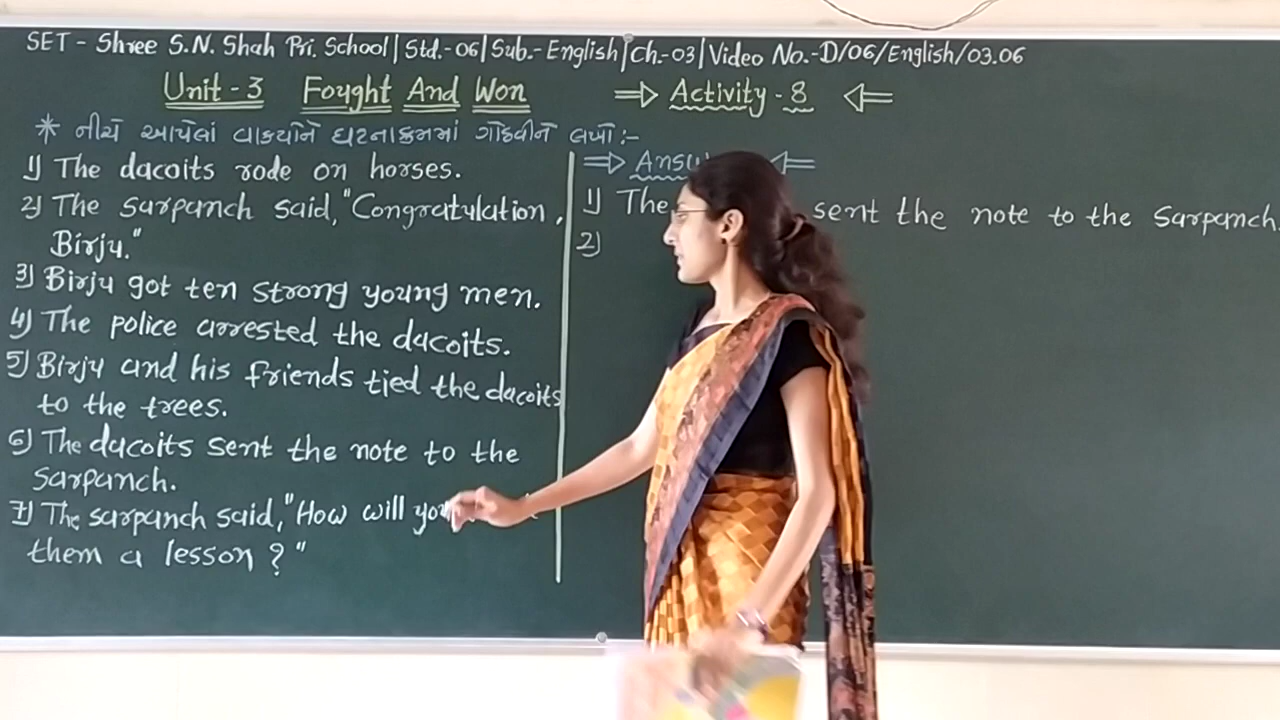 SET - Shree S.N. Shah Pri. School | Std.-06 | Sub.- English | Ch.-03 | Video No.-D/06/English/03.06
Unit - 3 Fought And Won ⇒ Activity - 8 ⇐
* નીચે આપેલાં વાક્યોને ઘટનાક્રમમાં ગોઠવીને લખો :-
1) The dacoits rode on horses.
2) The sarpanch said, "Congratulation,
Birju."
3) Birju got ten strong young men.
4) The police arrested the dacoits.
5) Birju and his friends tied the dacoits
to the trees.
6) The dacoits sent the note to the
sarpanch.
7) The sarpanch said, "How will you
them a lesson ? "
⇒ Answ ⇐
1) The sent the note to the Sarpanch.
2)